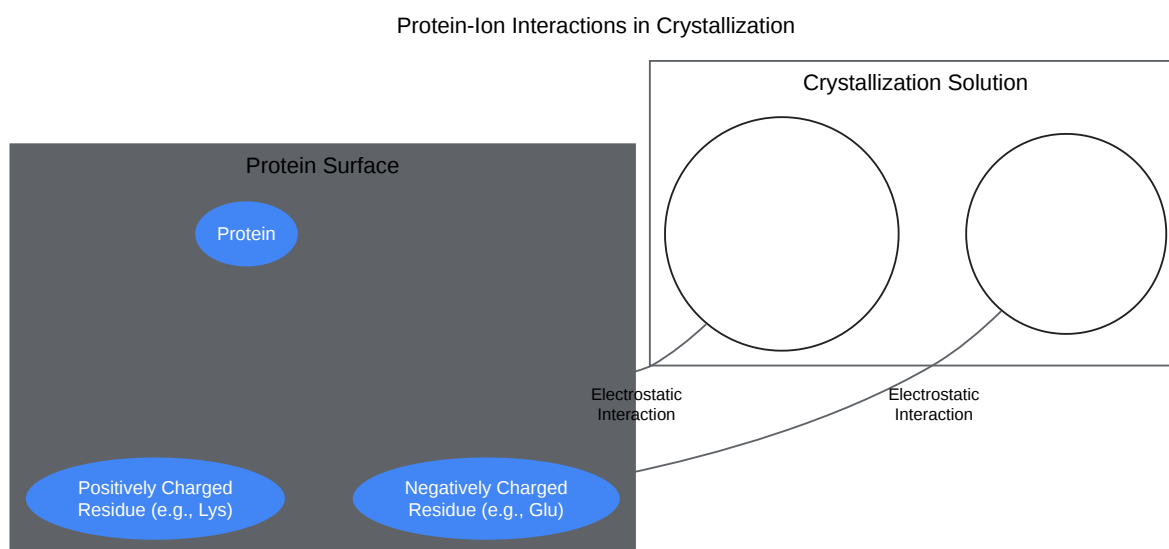 Protein-Ion Interactions in Crystallization
Crystallization Solution
Protein Surface
Protein
Electrostatic
Interaction
Electrostatic
Interaction
Positively Charged
Residue (e.g., Lys)
Negatively Charged
Residue (e.g., Glu)